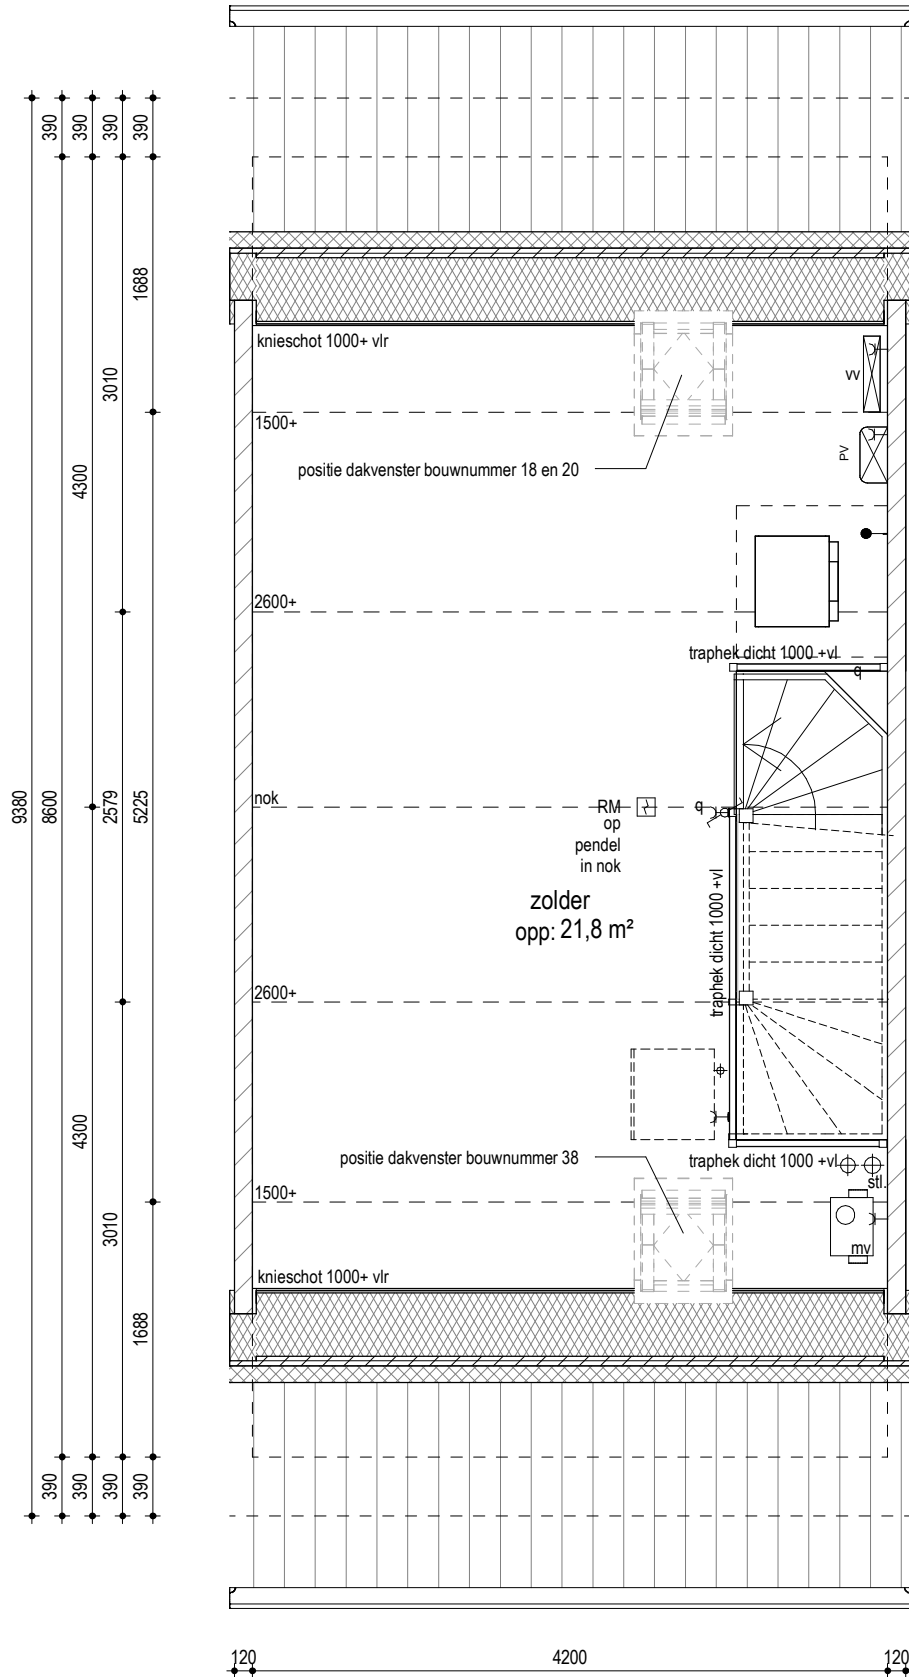 390
390
390
390
1688
3010
4300
knieschot 1000+ vlr
VV
1500+
PV
positie dakvenster bouwnummer 18 en 20
2600+
traphek dicht 1000 +vl
q
9380
8600
2579
5225
nok
RM
op
pendel
in nok
q
zolder
opp: 21,8 m²
traphek dicht 1000 +vl
2600+
4300
positie dakvenster bouwnummer 38
traphek dicht 1000 +vl
stl.
1500+
3010
mv
knieschot 1000+ vlr
1688
390
390
390
390
120
4200
120